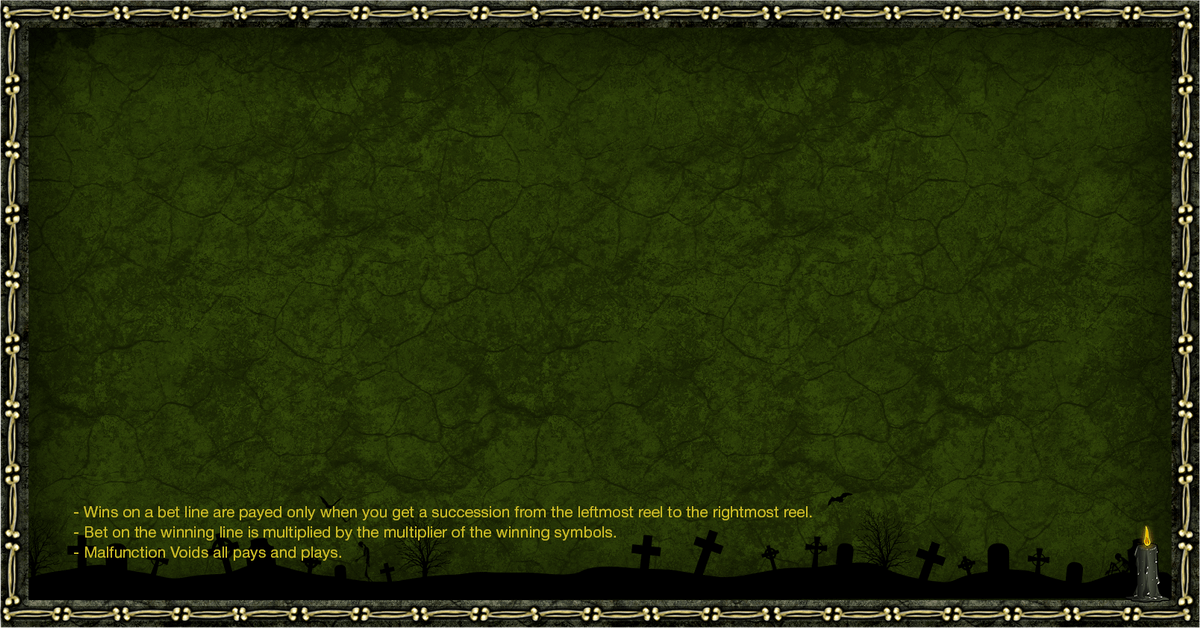 - Wins on a bet line are payed only when you get a succession from the leftmost reel to the rightmost reel.
- Bet on the winning line is multiplied by the multiplier of the winning symbols.
- Malfunction Voids all pays and plays.